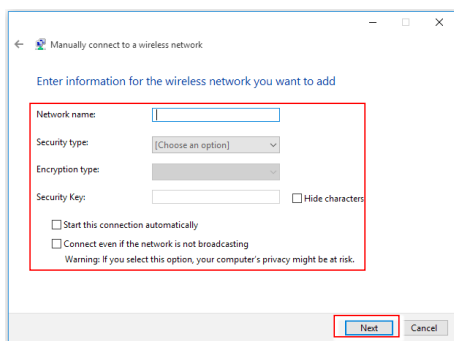 Manually connect to a wireless network
Enter information for the wireless network you want to add
Network name:
Security type: [Choose an option]
Encryption type:
Security Key: Hide characters
Start this connection automatically
Connect even if the network is not broadcasting
Warning: If you select this option, your computer's privacy might be at risk.
Next Cancel